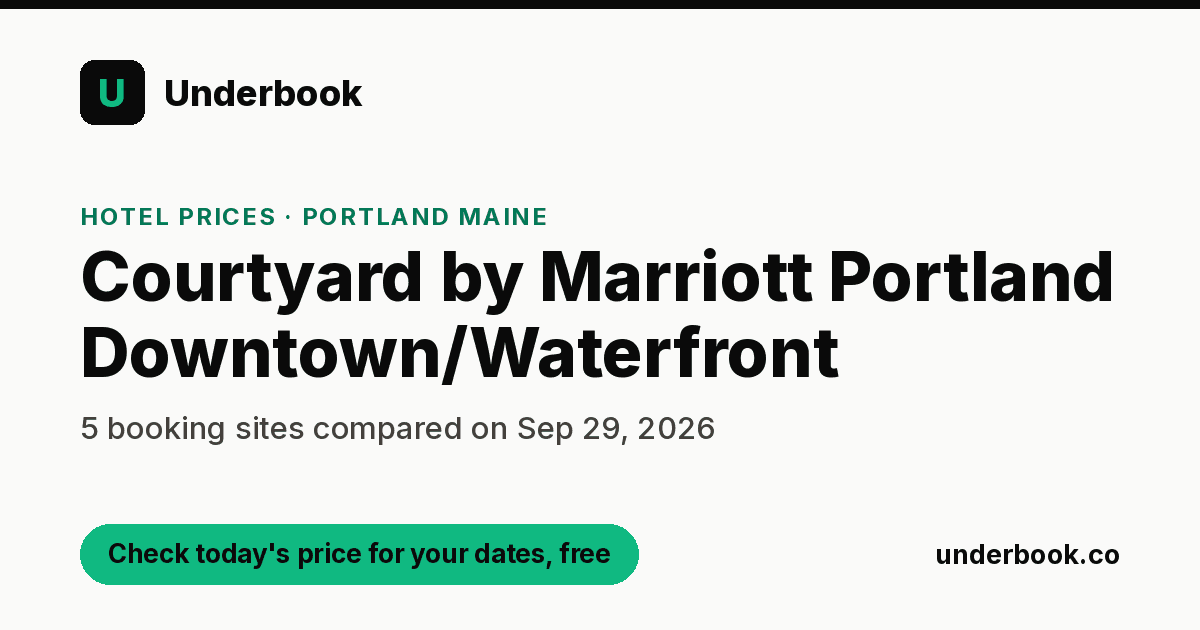 U Underbook
HOTEL PRICES · PORTLAND MAINE
Courtyard by Marriott Portland
Downtown/Waterfront
5 booking sites compared on Sep 29, 2026
Check today's price for your dates, free
underbook.co